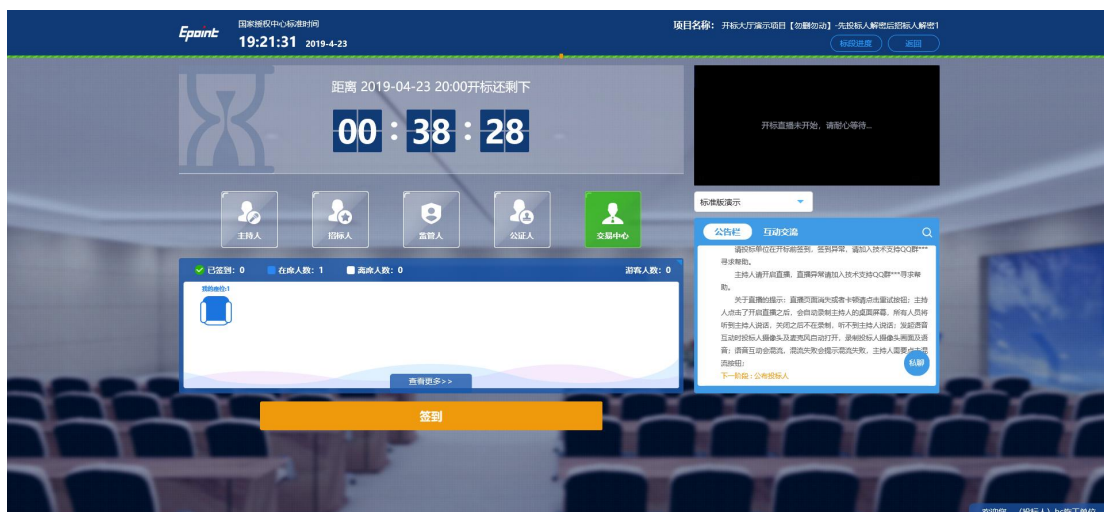 Epoint
国家授权中心标准时间
19:21:31 2019-4-23
项目名称： 开标大厅演示项目【勿删勿动】-先投标人解密后招标人解密1
标段进度
返回
距离 2019-04-23 20:00开标还剩下
00 : 38 : 28
开标直播未开始，请耐心等待...
主持人
招标人
监管人
公证人
交易中心
标准版演示
公告栏 互动交流
请投标单位在开标前签到，签到异常，请加入技术支持QQ群***
寻求帮助。
主持人请开启直播，直播异常请加入技术支持QQ群***寻求帮
助。
关于直播的提示：直播页面消失或者卡顿请点击重试按钮；主持
人点击了开启直播之后，会自动录制主持人的桌面屏幕，所有人员将
听到主持人说话，关闭之后不在录制，听不到主持人说话；发起语音
互动时投标人摄像头及麦克风自动打开，录制投标人摄像头画面及语
音；语音互动会混流，混流失败会提示混流失败，主持人需要点击混
流按钮；
下一阶段：公布投标人
私聊
已签到：0 在席人数：1 离席人数：0 游客人数：0
我的座位:1
查看更多>>
签到